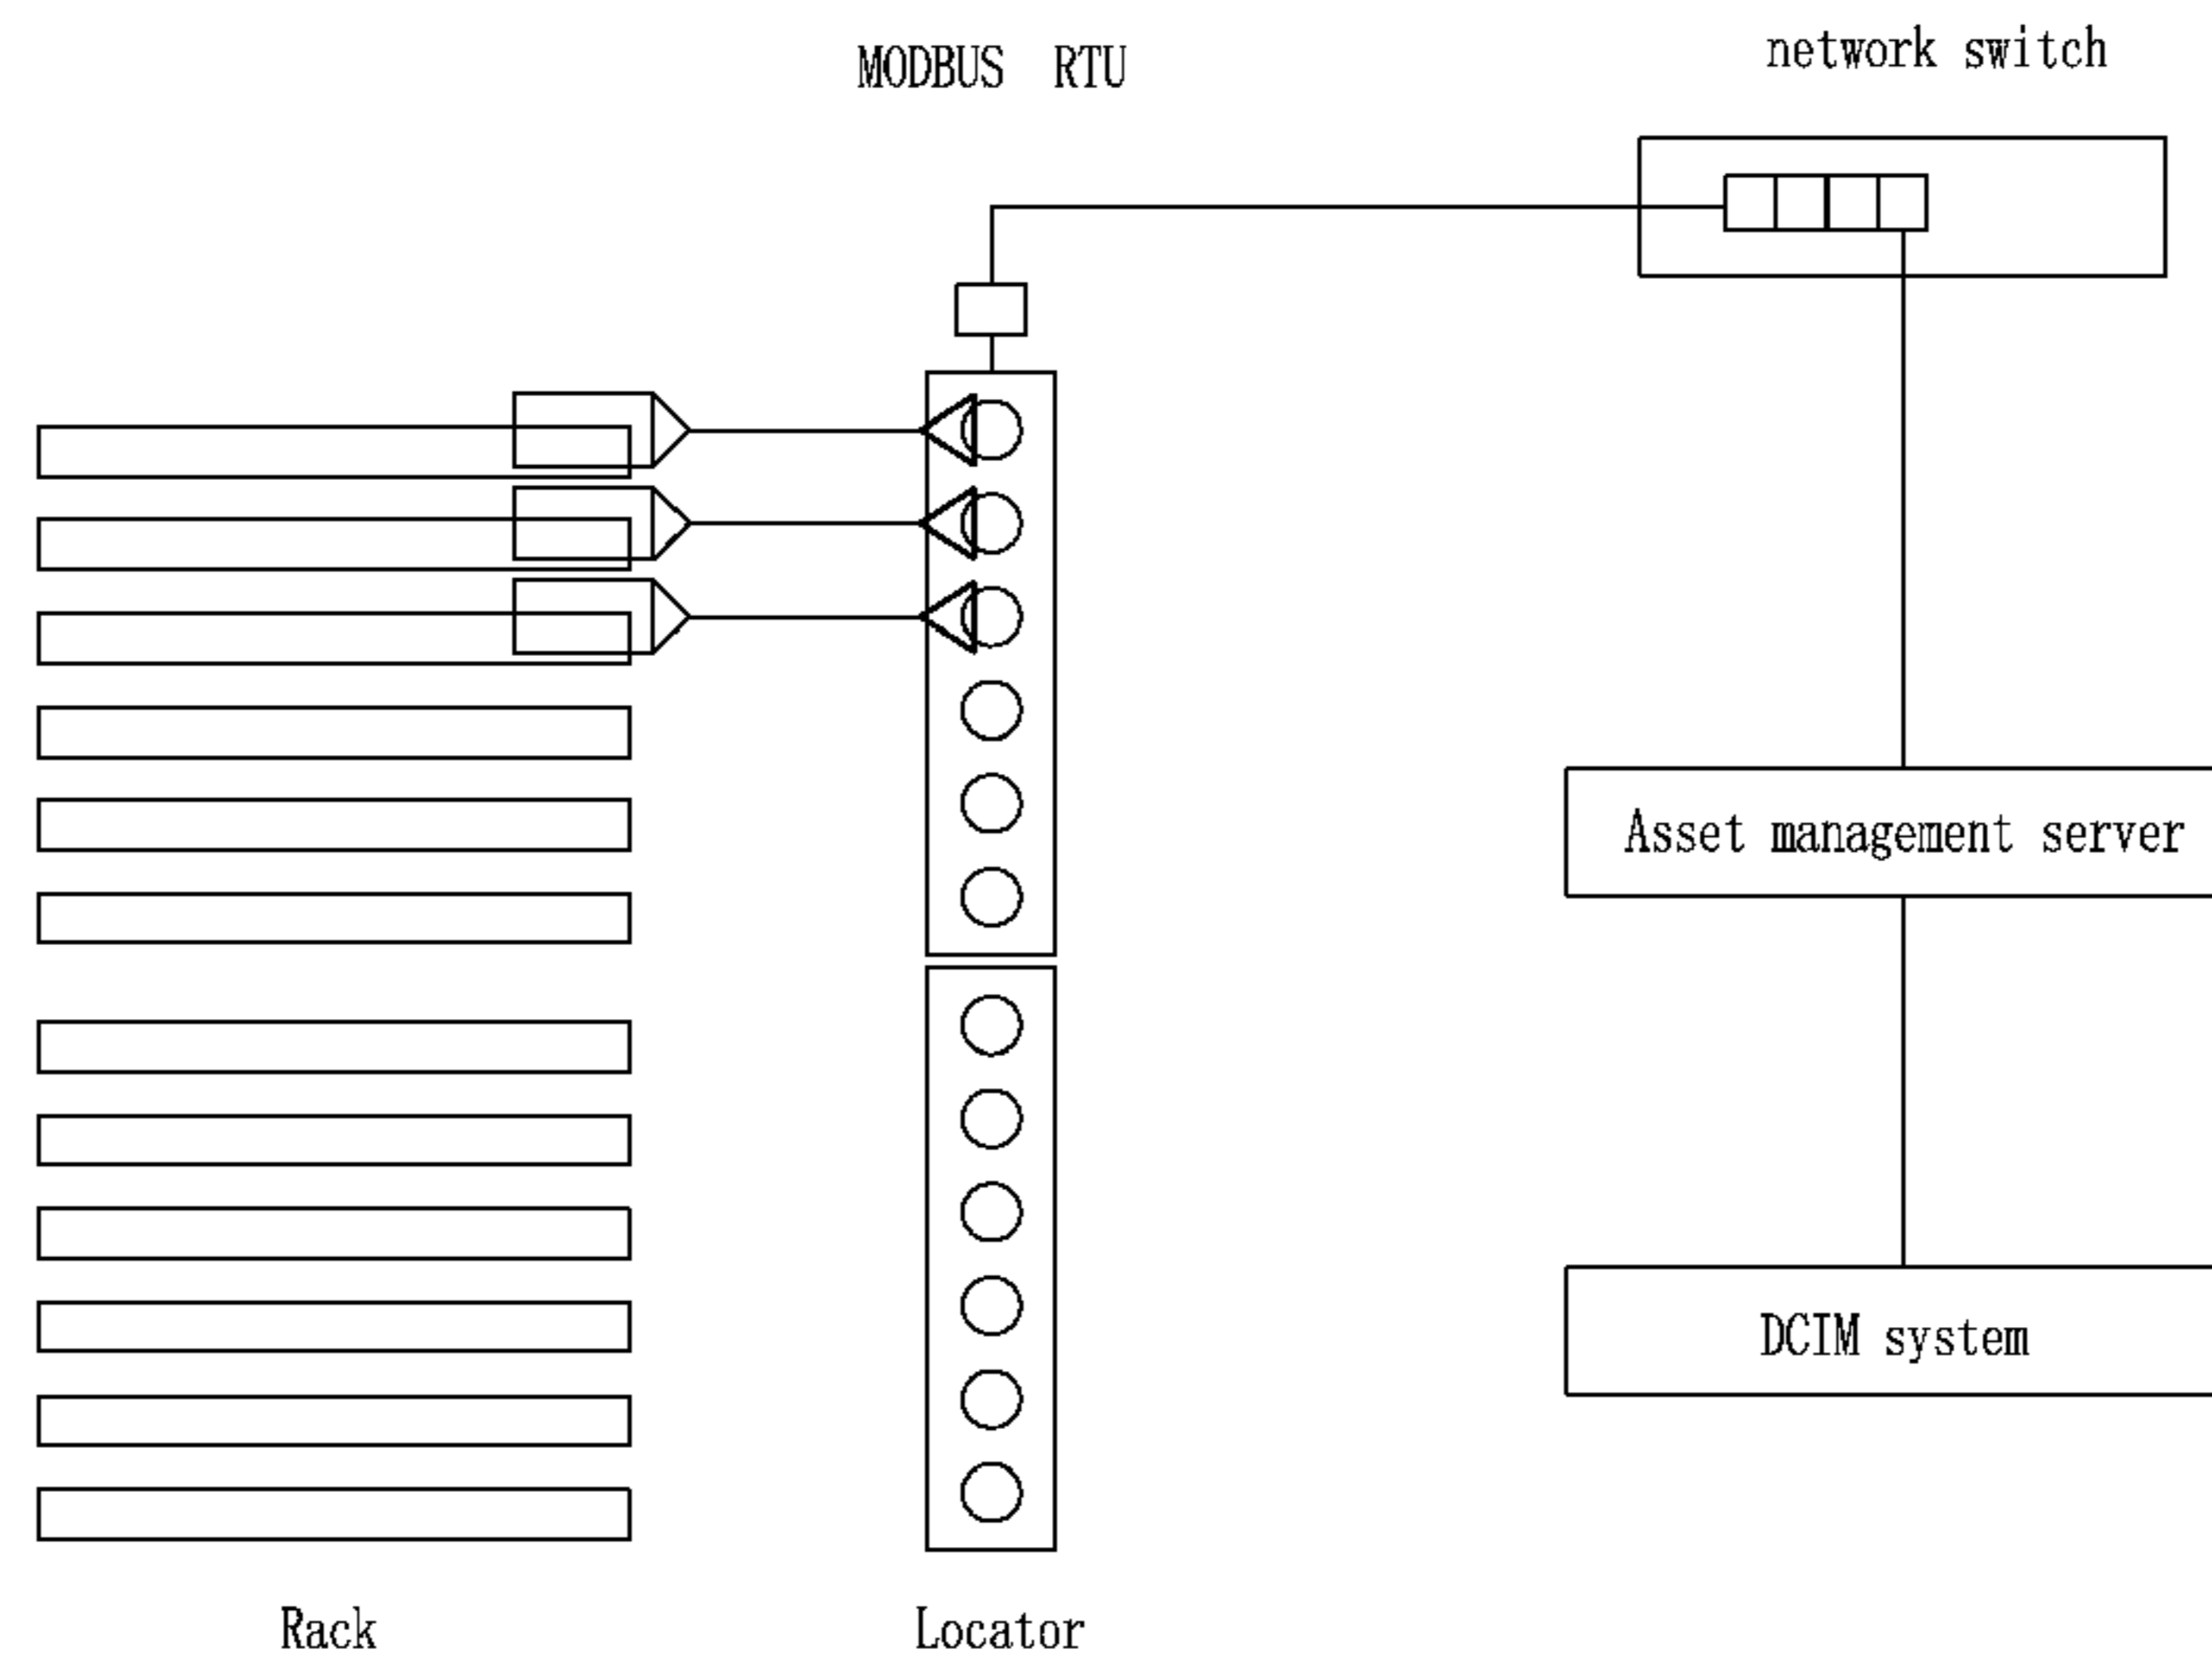 MODBUS RTU
network switch
Asset management server
DCIM system
Rack
Locator